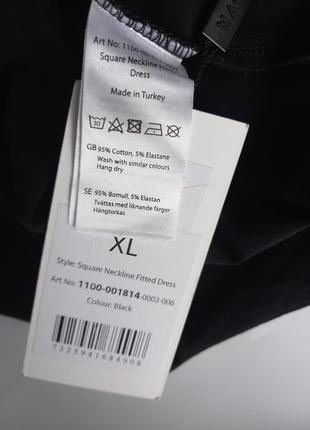 Art No: 1100-0018
Square Neckline Fitted
Dress
Made in Turkey
30
GB 95% Cotton, 5% Elastane
Wash with similar colours
Hang dry
SE 95% Bomull, 5% Elastan
Tvättas med liknande färger
Hängtorkas
XL
Style: Square Neckline Fitted Dress
Art No: 1100-001814-0002-006
Colour: Black
7325941684908